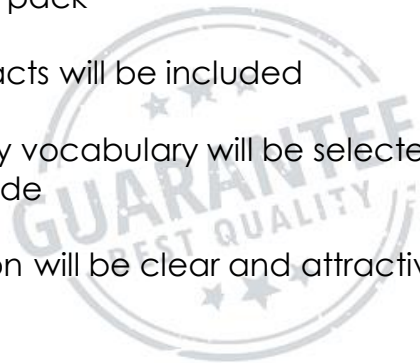 pack
acts will be included
y vocabulary will be selecte
de
on will be clear and attractiv
GUARANTEE
BEST QUALITY